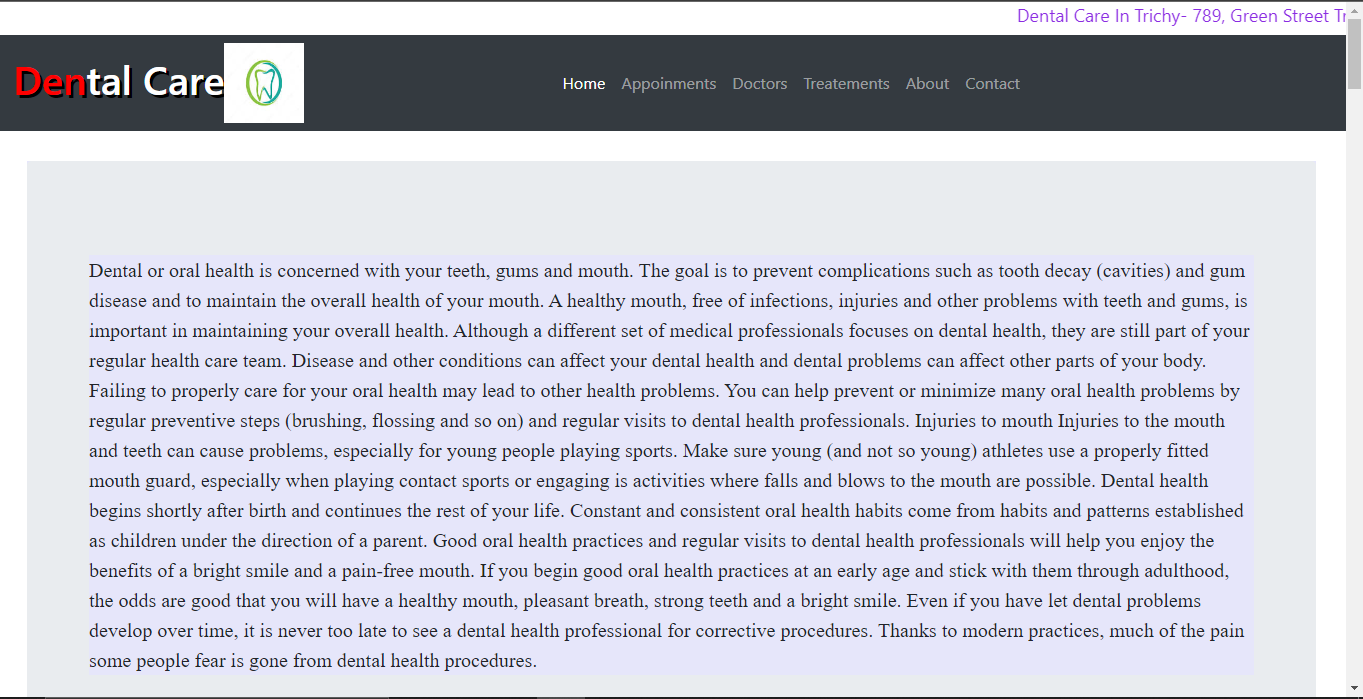 Dental Care In Trichy- 789, Green Street
Dental Care
Home Appoinments Doctors Treatements About Contact
Dental or oral health is concerned with your teeth, gums and mouth. The goal is to prevent complications such as tooth decay (cavities) and gum
disease and to maintain the overall health of your mouth. A healthy mouth, free of infections, injuries and other problems with teeth and gums, is
important in maintaining your overall health. Although a different set of medical professionals focuses on dental health, they are still part of your
regular health care team. Disease and other conditions can affect your dental health and dental problems can affect other parts of your body.
Failing to properly care for your oral health may lead to other health problems. You can help prevent or minimize many oral health problems by
regular preventive steps (brushing, flossing and so on) and regular visits to dental health professionals. Injuries to mouth Injuries to the mouth
and teeth can cause problems, especially for young people playing sports. Make sure young (and not so young) athletes use a properly fitted
mouth guard, especially when playing contact sports or engaging is activities where falls and blows to the mouth are possible. Dental health
begins shortly after birth and continues the rest of your life. Constant and consistent oral health habits come from habits and patterns established
as children under the direction of a parent. Good oral health practices and regular visits to dental health professionals will help you enjoy the
benefits of a bright smile and a pain-free mouth. If you begin good oral health practices at an early age and stick with them through adulthood,
the odds are good that you will have a healthy mouth, pleasant breath, strong teeth and a bright smile. Even if you have let dental problems
develop over time, it is never too late to see a dental health professional for corrective procedures. Thanks to modern practices, much of the pain
some people fear is gone from dental health procedures.